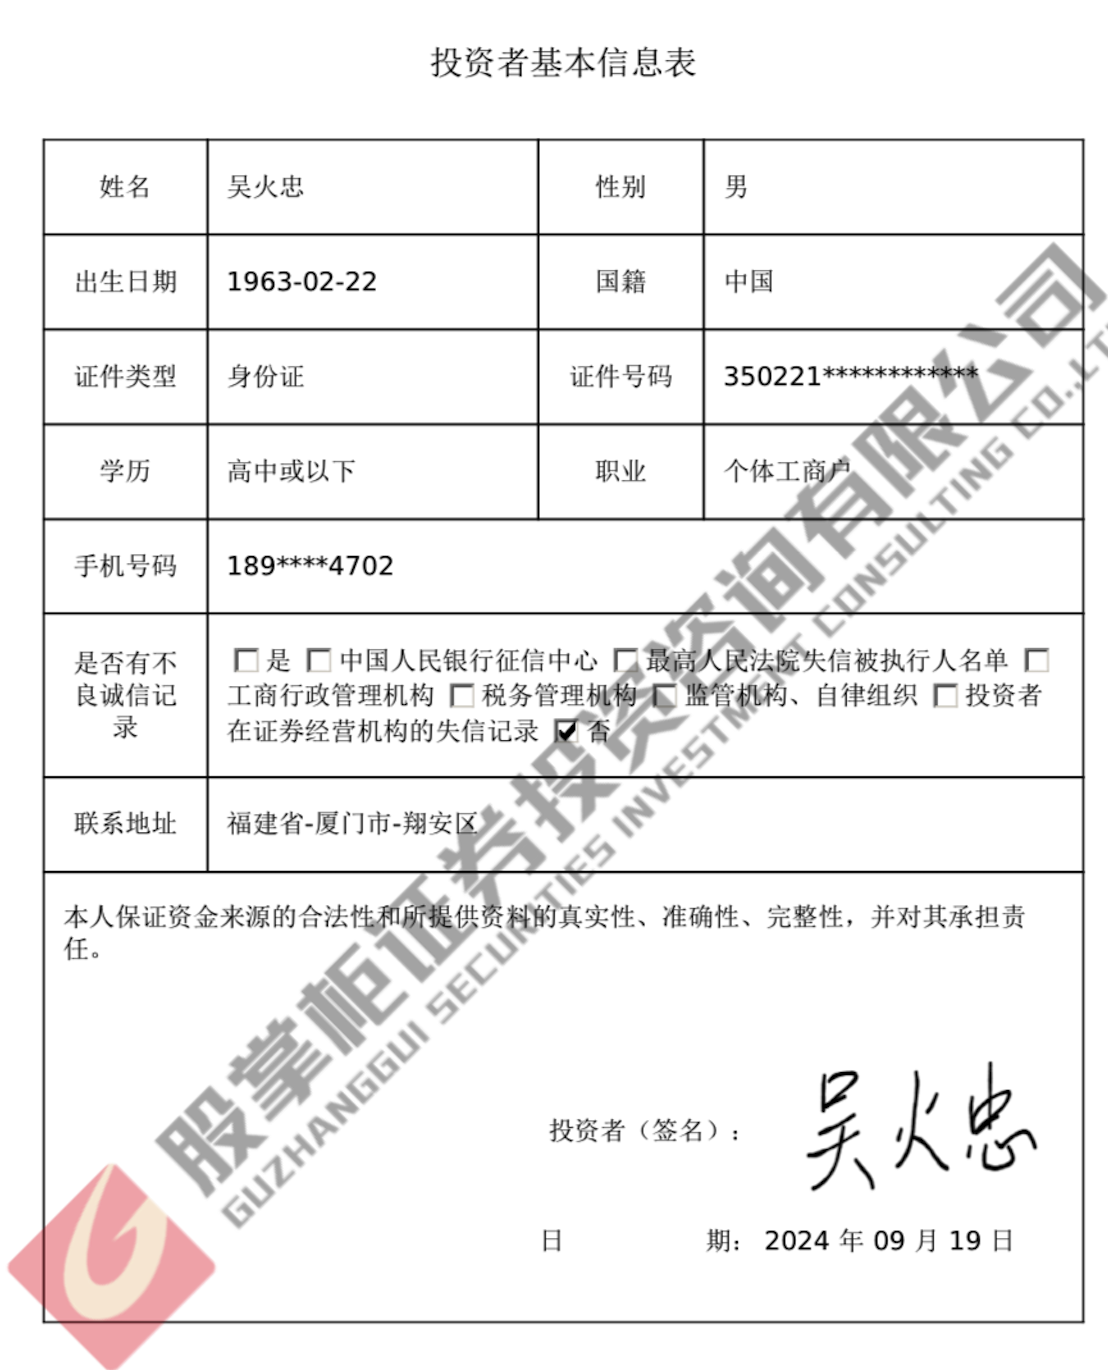 投资者基本信息表
姓名 吴火忠 性别 男
出生日期 1963-02-22 国籍 中国
证件类型 身份证 证件号码 350221************
学历 高中或以下 职业 个体工商户
手机号码 189****4702
是否有不
良诚信记
录
是 中国人民银行征信中心 最高人民法院失信被执行人名单
工商行政管理机构 税务管理机构 监管机构、自律组织 投资者
在证券经营机构的失信记录 否
联系地址 福建省-厦门市-翔安区
本人保证资金来源的合法性和所提供资料的真实性、准确性、完整性，并对其承担责
任。
投资者（签名）： 吴火忠
日 期： 2024 年 09 月 19 日
股掌柜证券投资咨询有限公司
GUZHANGGUI SECURITIES INVESTMENT CONSULTING CO.,LT